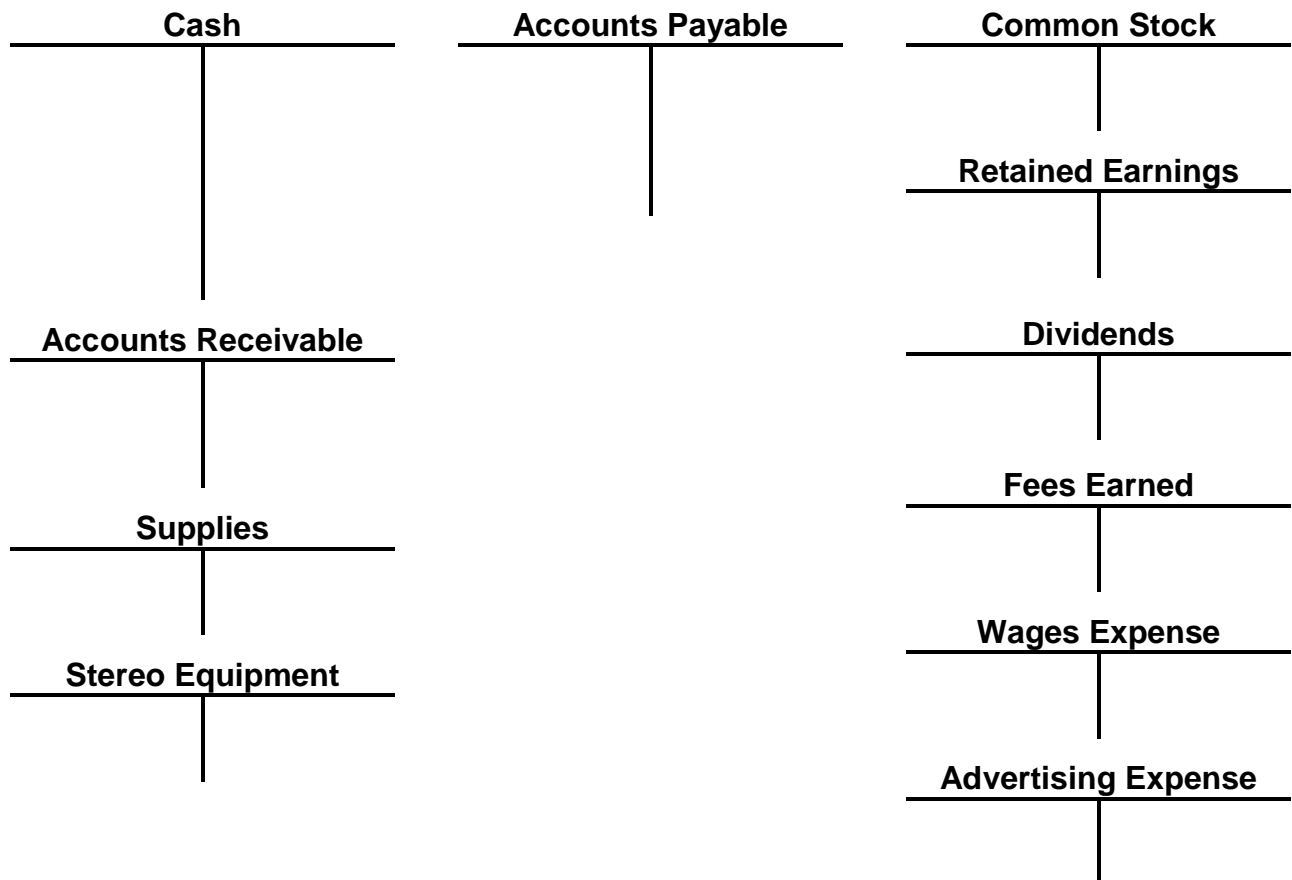 Cash
Accounts Payable
Common Stock
Retained Earnings
Accounts Receivable
Dividends
Fees Earned
Supplies
Wages Expense
Stereo Equipment
Advertising Expense